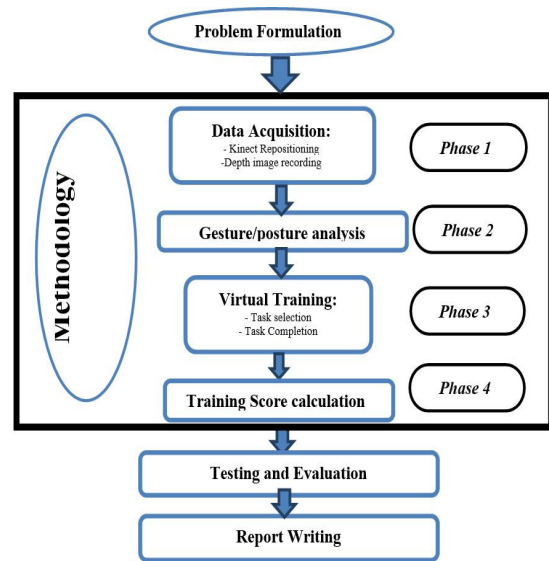 Problem Formulation
Methodology
Data Acquisition:
- Kinect Repositioning
-Depth image recording
Phase 1
Gesture/posture analysis
Phase 2
Virtual Training:
- Task selection
- Task Completion
Phase 3
Training Score calculation
Phase 4
Testing and Evaluation
Report Writing